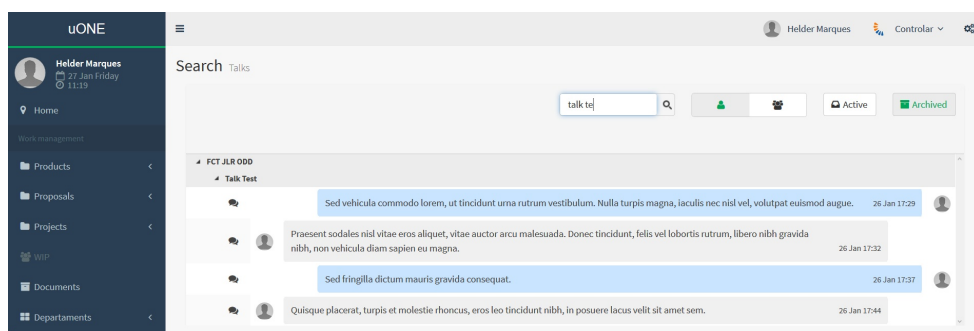 uONE
Helder Marques
Controlar
Helder Marques
27 Jan Friday
11:19
Search Talks
Home
talk te
Active
Archived
Work management
Products
Proposals
Projects
WIP
Documents
Departaments
FCT JLR ODD
Talk Test
Sed vehicula commodo lorem, ut tincidunt urna rutrum vestibulum. Nulla turpis magna, iaculis nec nisl vel, volutpat euismod augue. 26 Jan 17:29
Praesent sodales nisl vitae eros aliquet, vitae auctor arcu malesuada. Donec tincidunt, felis vel lobortis rutrum, libero nibh gravida
nibh, non vehicula diam sapien eu magna. 26 Jan 17:32
Sed fringilla dictum mauris gravida consequat. 26 Jan 17:37
Quisque placerat, turpis et molestie rhoncus, eros leo tincidunt nibh, in posuere lacus velit sit amet sem. 26 Jan 17:44